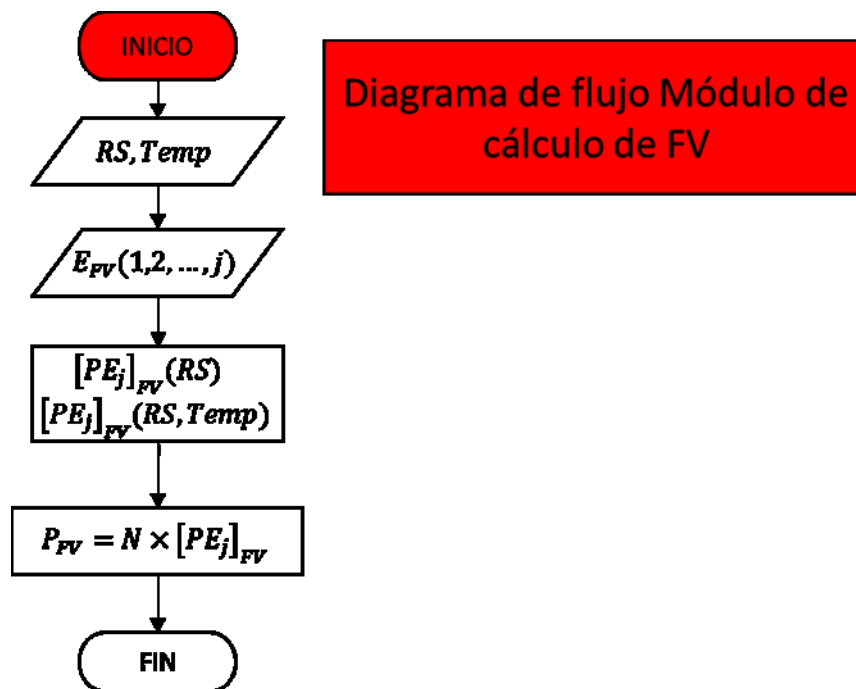 INICIO
Diagrama de flujo Módulo de
cálculo de FV
RS, Temp
E_FV(1,2, ..., j)
[PE_j]_FV(RS)
[PE_j]_FV(RS, Temp)
P_FV = N × [PE_j]_FV
FIN